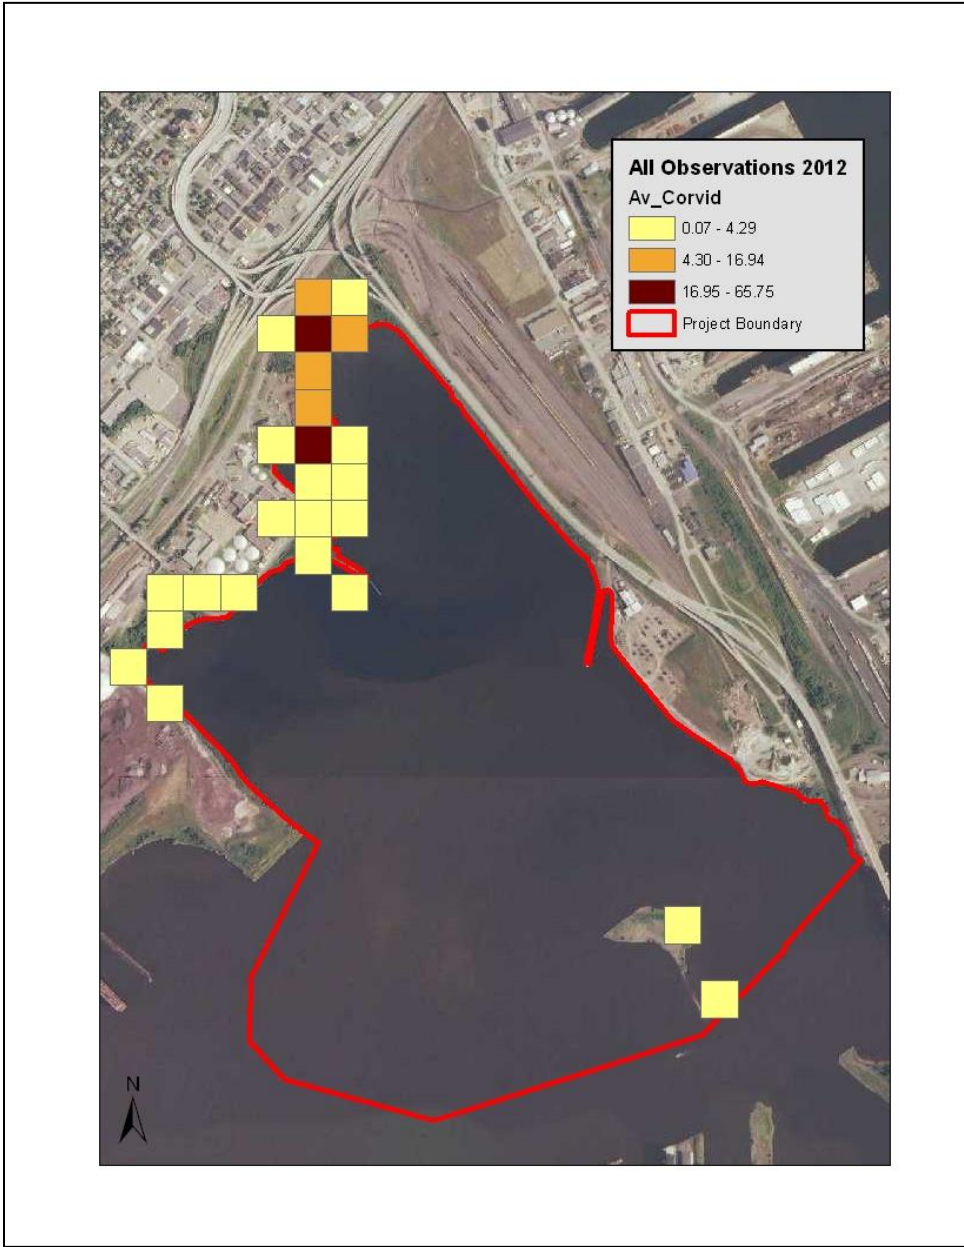 All Observations 2012
Av_Corvid
0.07 - 4.29
4.30 - 16.94
16.95 - 65.75
Project Boundary
N